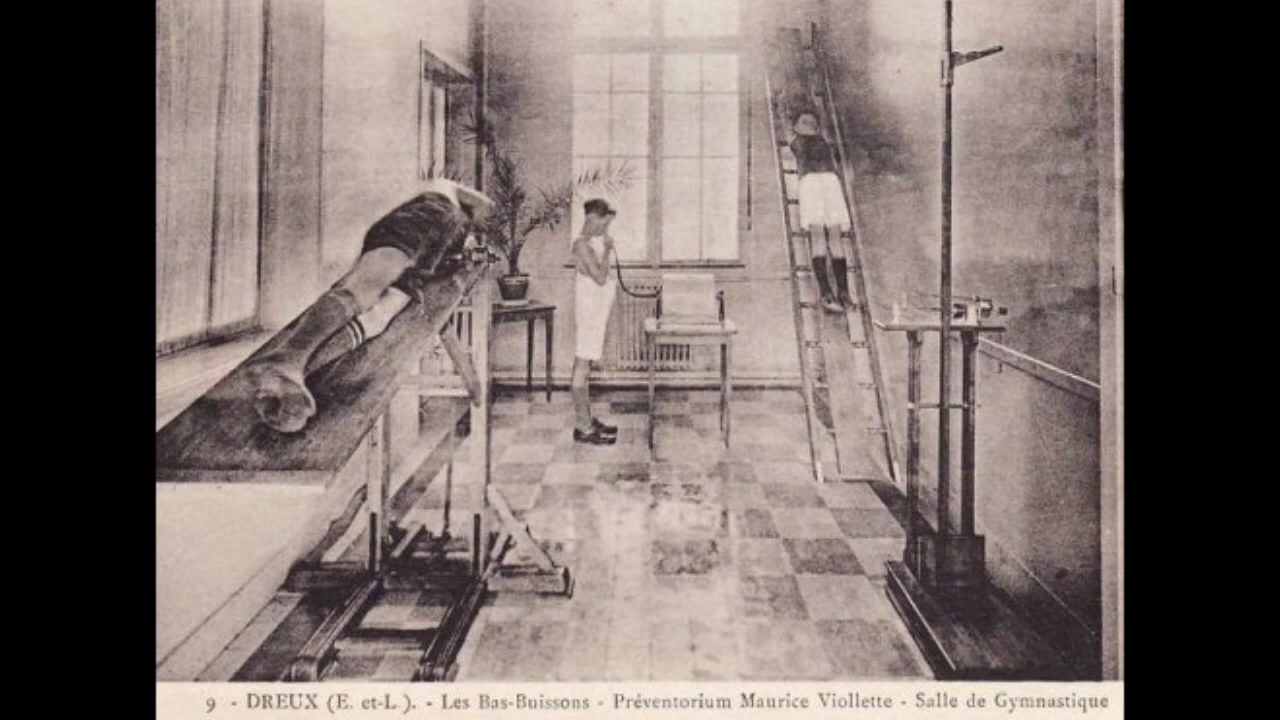 9 - DREUX (E. et-L.). - Les Bas-Buissons - Préventorium Maurice Viollette - Salle de Gymnastique